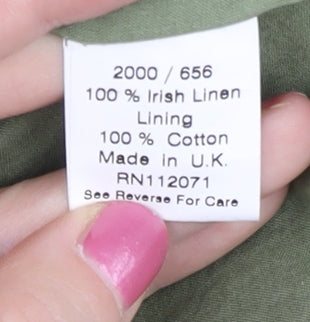 2000 / 656
100 % Irish Linen
Lining
100 % Cotton
Made in U.K.
RN112071
See Reverse For Care